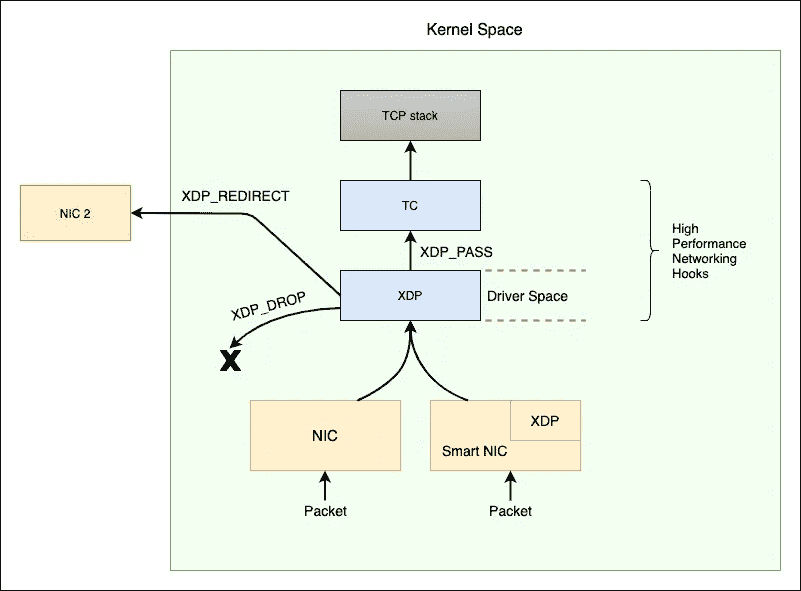 Kernel Space
TCP stack
XDP_REDIRECT
NIC 2
TC
High
Performance
Networking
Hooks
XDP_PASS
XDP
Driver Space
XDP_DROP
X
NIC
XDP
Smart NIC
Packet
Packet